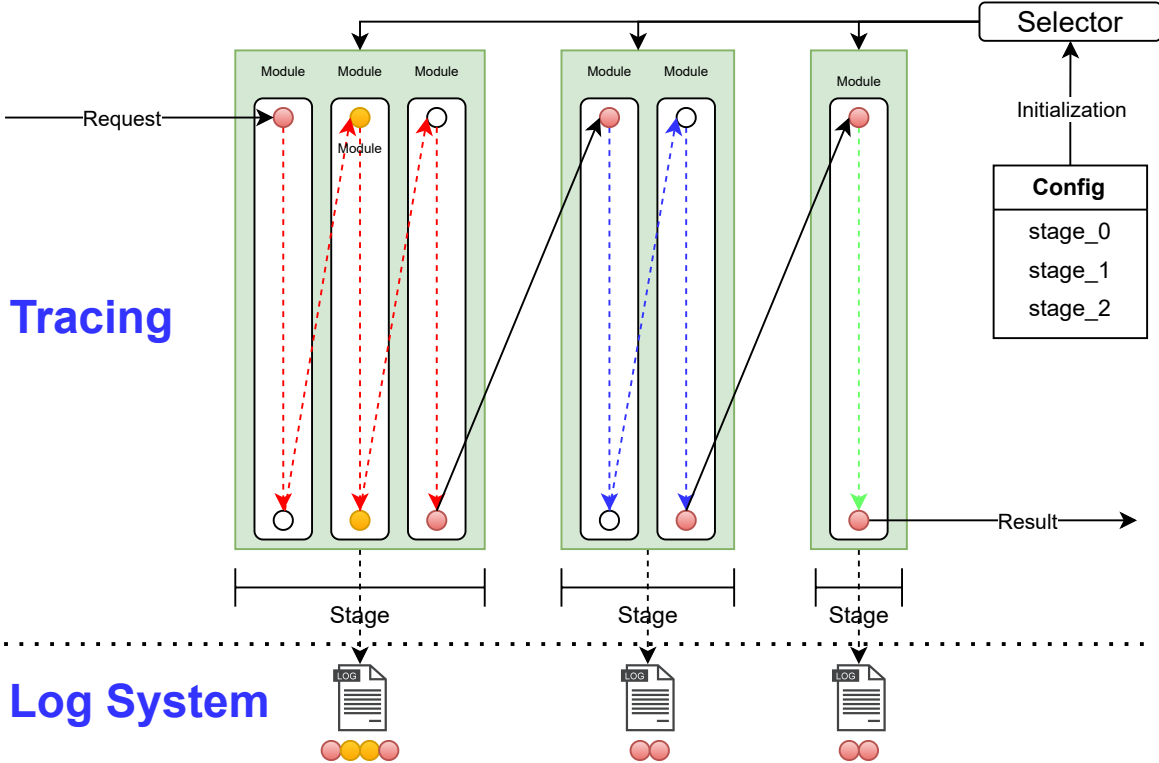 Selector
Module
Module
Module
Module
Module
Module
Request
Module
Initialization
Config
stage_0
stage_1
stage_2
Tracing
Result
Stage
Stage
Stage
LOG
LOG
LOG
Log System